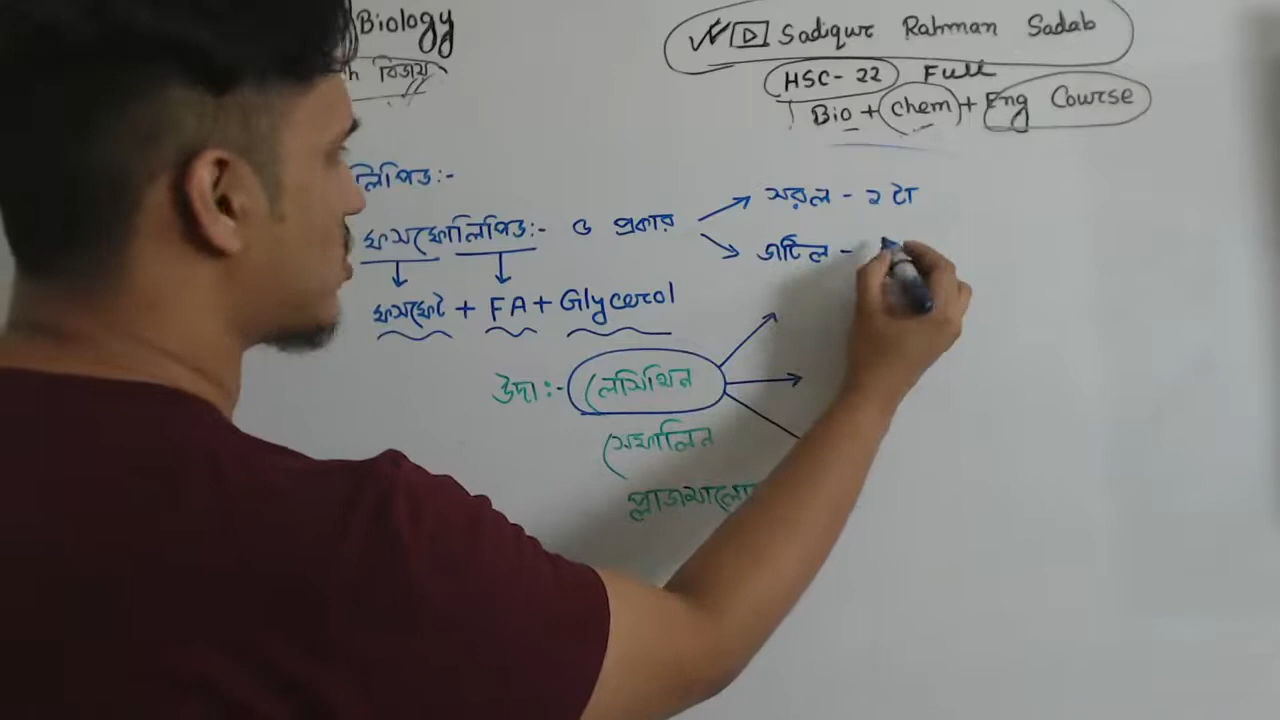 Biology
বিজয়
Sadiqur Rahman Sadab
HSC-22 Full
Bio + Chem + Eng Course
লিপিড:-
ফসফোলিপিড:- ৩ প্রকার
সরল - ২ টা
জটিল -
ফসফেট + FA + Glycerol
উদা:- লেসিথিন
সেফালিন